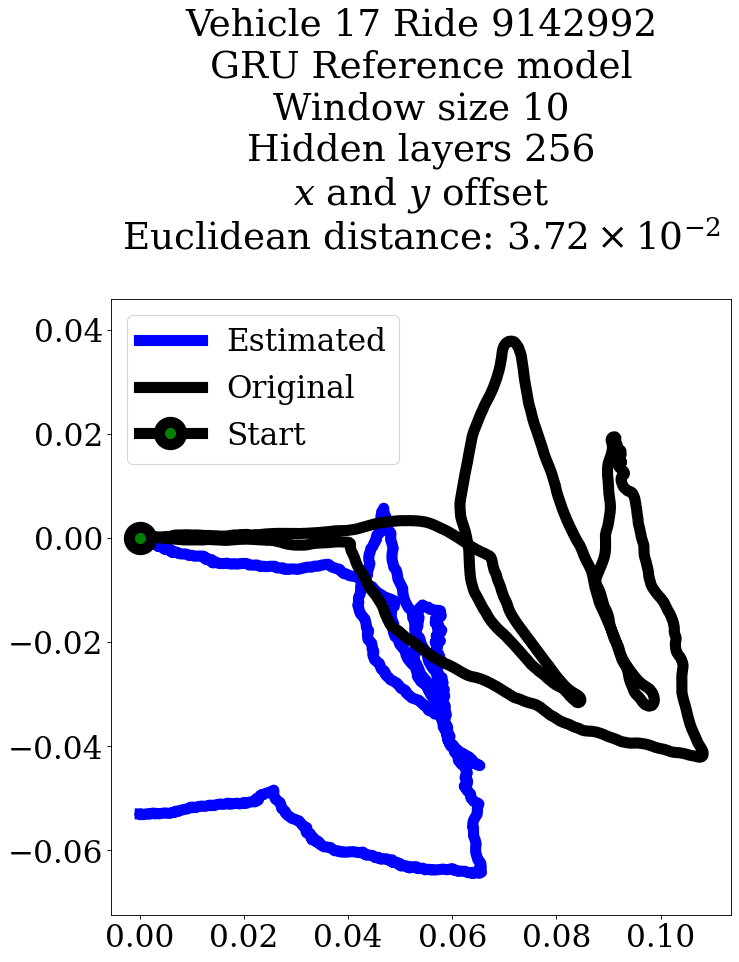 Vehicle 17 Ride 9142992
GRU Reference model
Window size 10
Hidden layers 256
x and y offset
Euclidean distance: 3.72 × 10⁻²
Estimated
Original
Start
0.04
0.02
0.00
−0.02
−0.04
−0.06
0.00 0.02 0.04 0.06 0.08 0.10